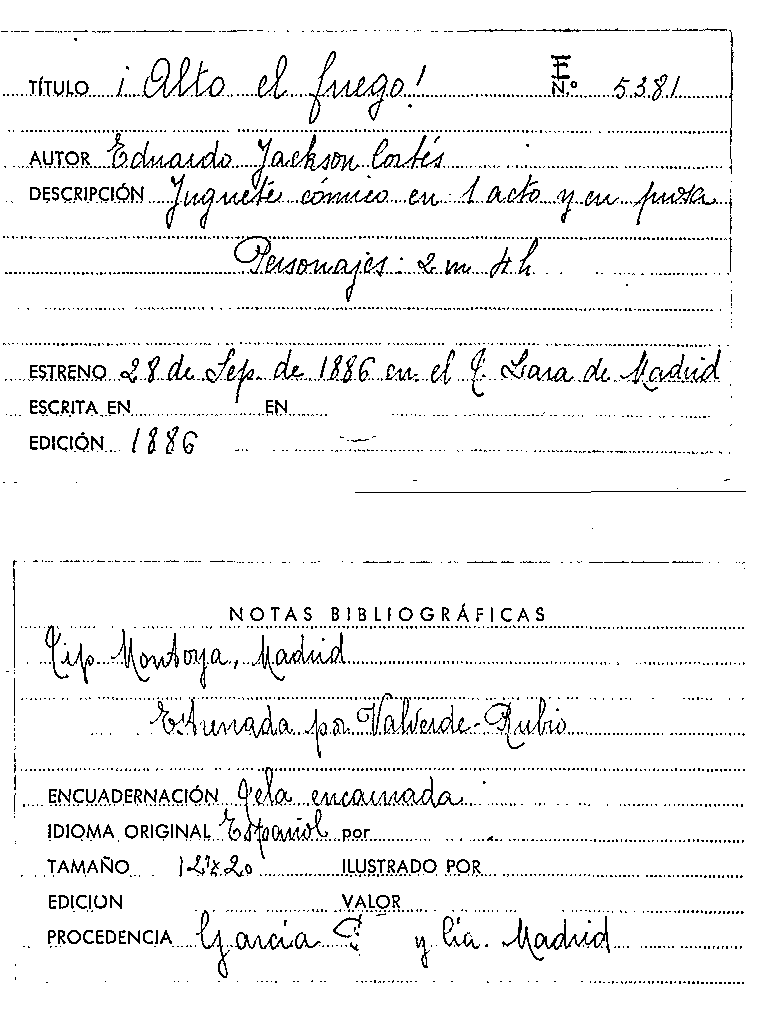 TÍTULO ¡Alto el fuego! E N.º 5381
AUTOR Eduardo Jackson Cortés
DESCRIPCIÓN Juguete cómico en 1 acto y en prosa
Personajes: 2 m 4 h
ESTRENO 28 de Sep. de 1886 en el T. Lara de Madrid
ESCRITA EN EN
EDICIÓN 1886
NOTAS BIBLIOGRÁFICAS
Tip. Montoya, Madrid
Estrenada por Valverde-Rubio
ENCUADERNACIÓN Tela encarnada
IDIOMA ORIGINAL Español por
TAMAÑO 12'x20 ILUSTRADO POR
EDICION VALOR
PROCEDENCIA García y Cía. Madrid